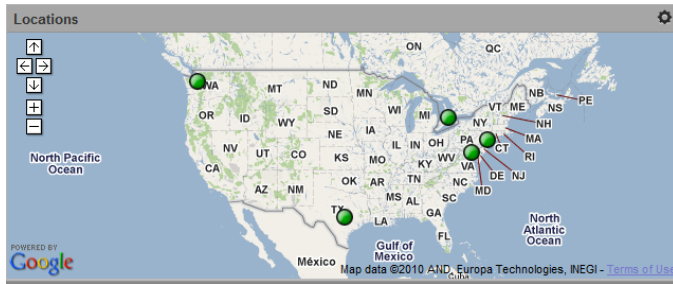 Locations
ON
QC
WA
MT
ND
MN
NB
PE
OR
ID
SD
WI
MI
VT
ME
NS
WY
NY
NH
IA
NE
MA
NV
UT
CO
IL
IN
OH
PA
CT
RI
North Pacific
Ocean
CA
KS
MO
KY
WV
VA
DE
NJ
OK
AR
TN
NC
MD
AZ
NM
MS
AL
SC
TX
LA
GA
North
Atlantic
Ocean
FL
POWERED BY
Google
Gulf of
Mexico
México
Map data ©2010 AND, Europa Technologies, INEGI - Terms of Use
Cuba